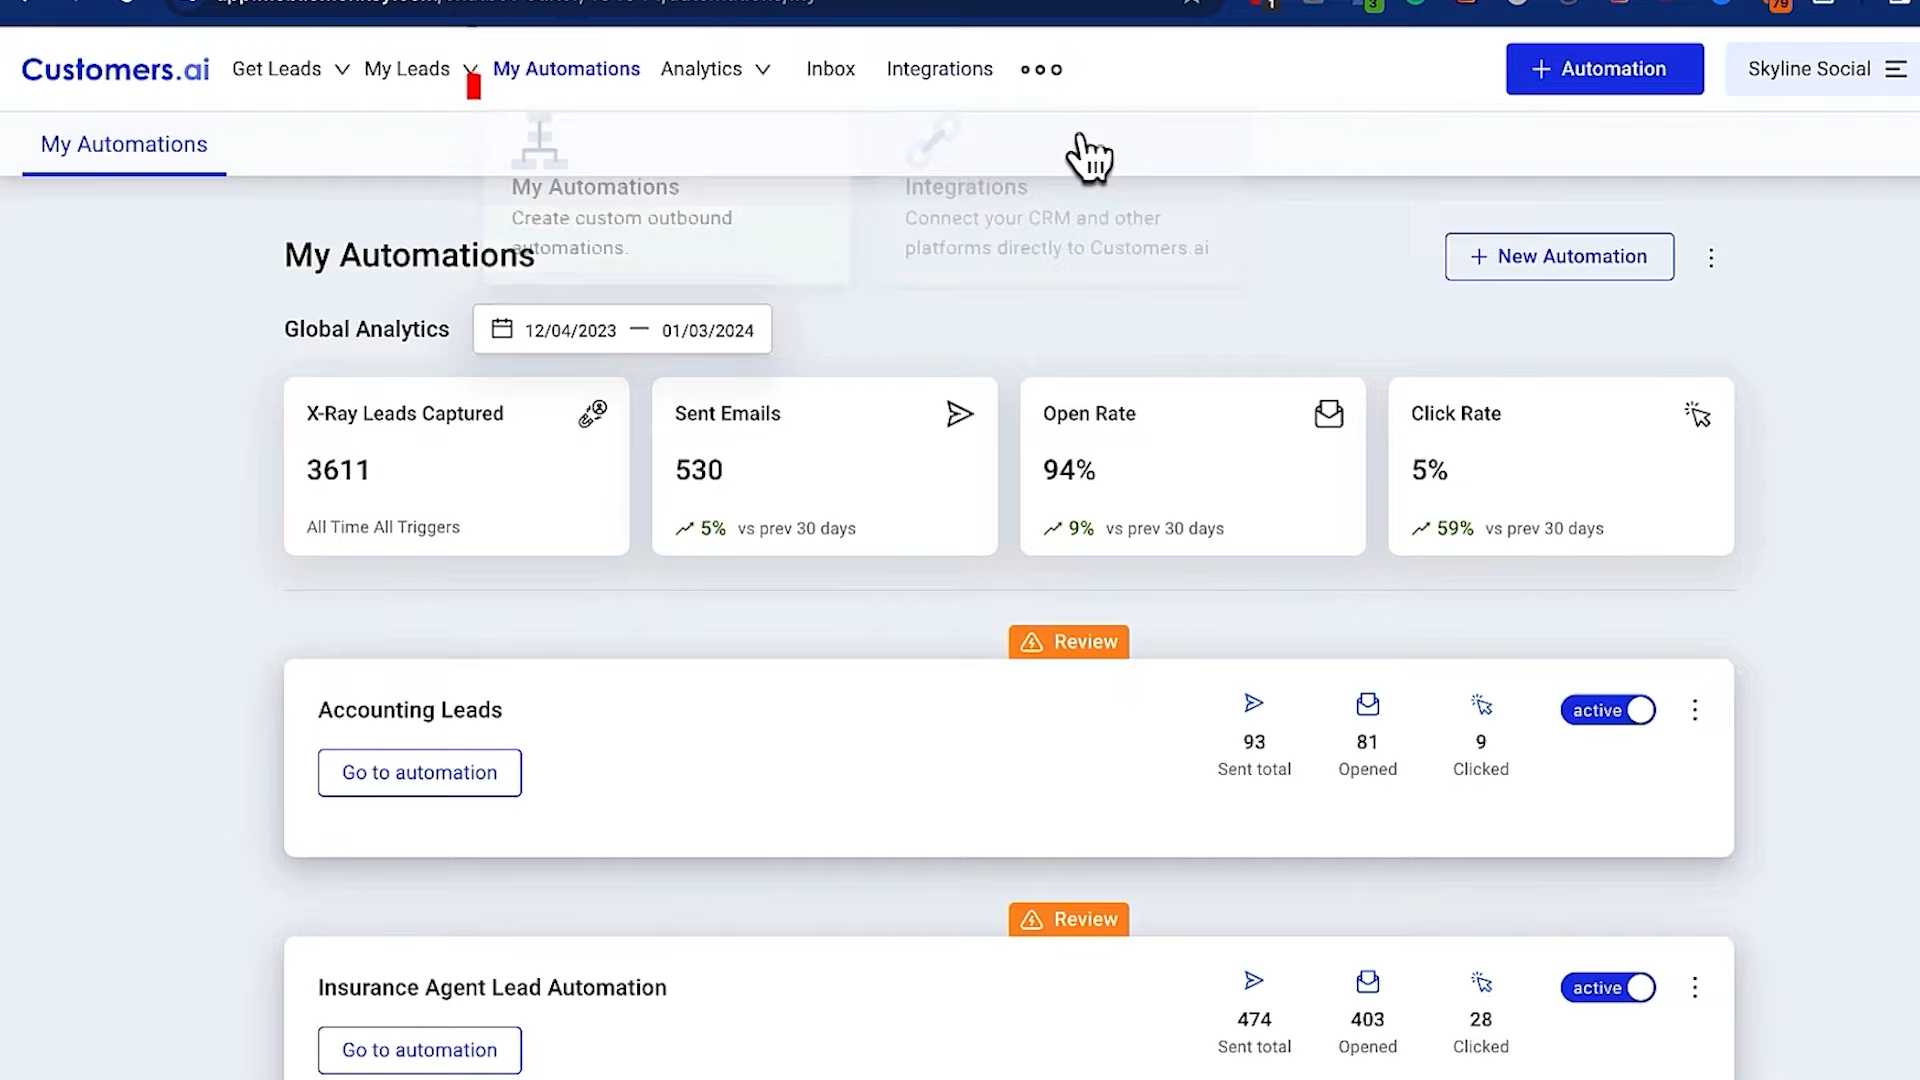 1
3
79
Customers.ai
Get Leads
My Leads
My Automations
Analytics
Inbox
Integrations
+ Automation
Skyline Social
My Automations
My Automations
Create custom outbound
automations.
Integrations
Connect your CRM and other
platforms directly to Customers.ai
My Automations
+ New Automation
Global Analytics
12/04/2023 — 01/03/2024
X-Ray Leads Captured
3611
All Time All Triggers
Sent Emails
530
5% vs prev 30 days
Open Rate
94%
9% vs prev 30 days
Click Rate
5%
59% vs prev 30 days
Review
Accounting Leads
Go to automation
93
Sent total
81
Opened
9
Clicked
active
Review
Insurance Agent Lead Automation
Go to automation
474
Sent total
403
Opened
28
Clicked
active